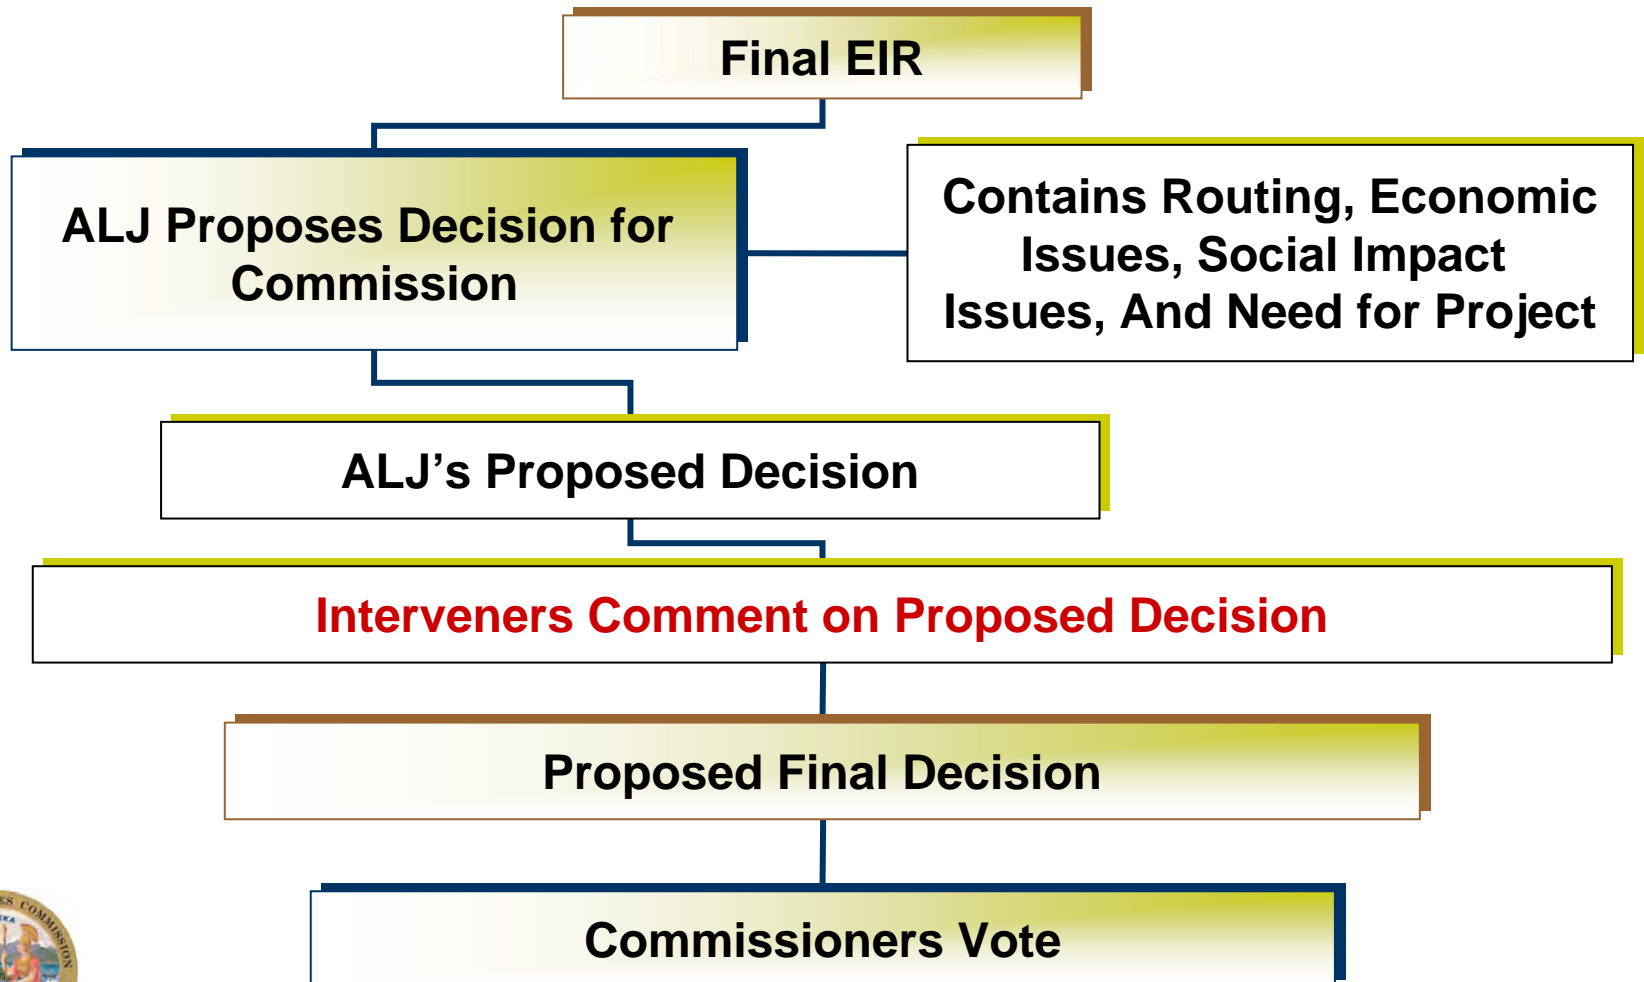 Final EIR
ALJ Proposes Decision for
Commission
Contains Routing, Economic
Issues, Social Impact
Issues, And Need for Project
ALJ’s Proposed Decision
Interveners Comment on Proposed Decision
Proposed Final Decision
Commissioners Vote
COMMISSION